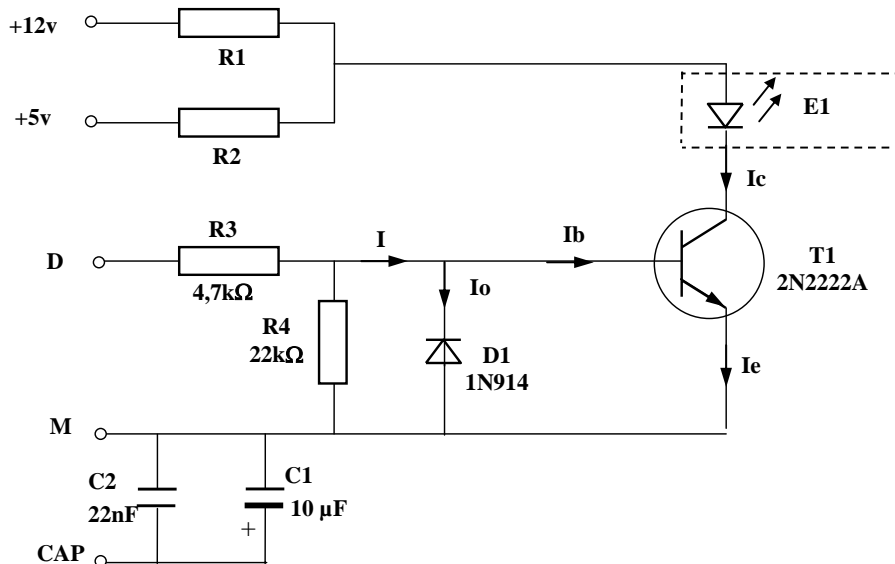 +12v
R1
+5v
R2
E1
Ic
R3
D
4,7kΩ
I
Ib
T1
2N2222A
Io
R4
22kΩ
D1
1N914
Ie
M
C2
22nF
C1
10 µF
+
CAP